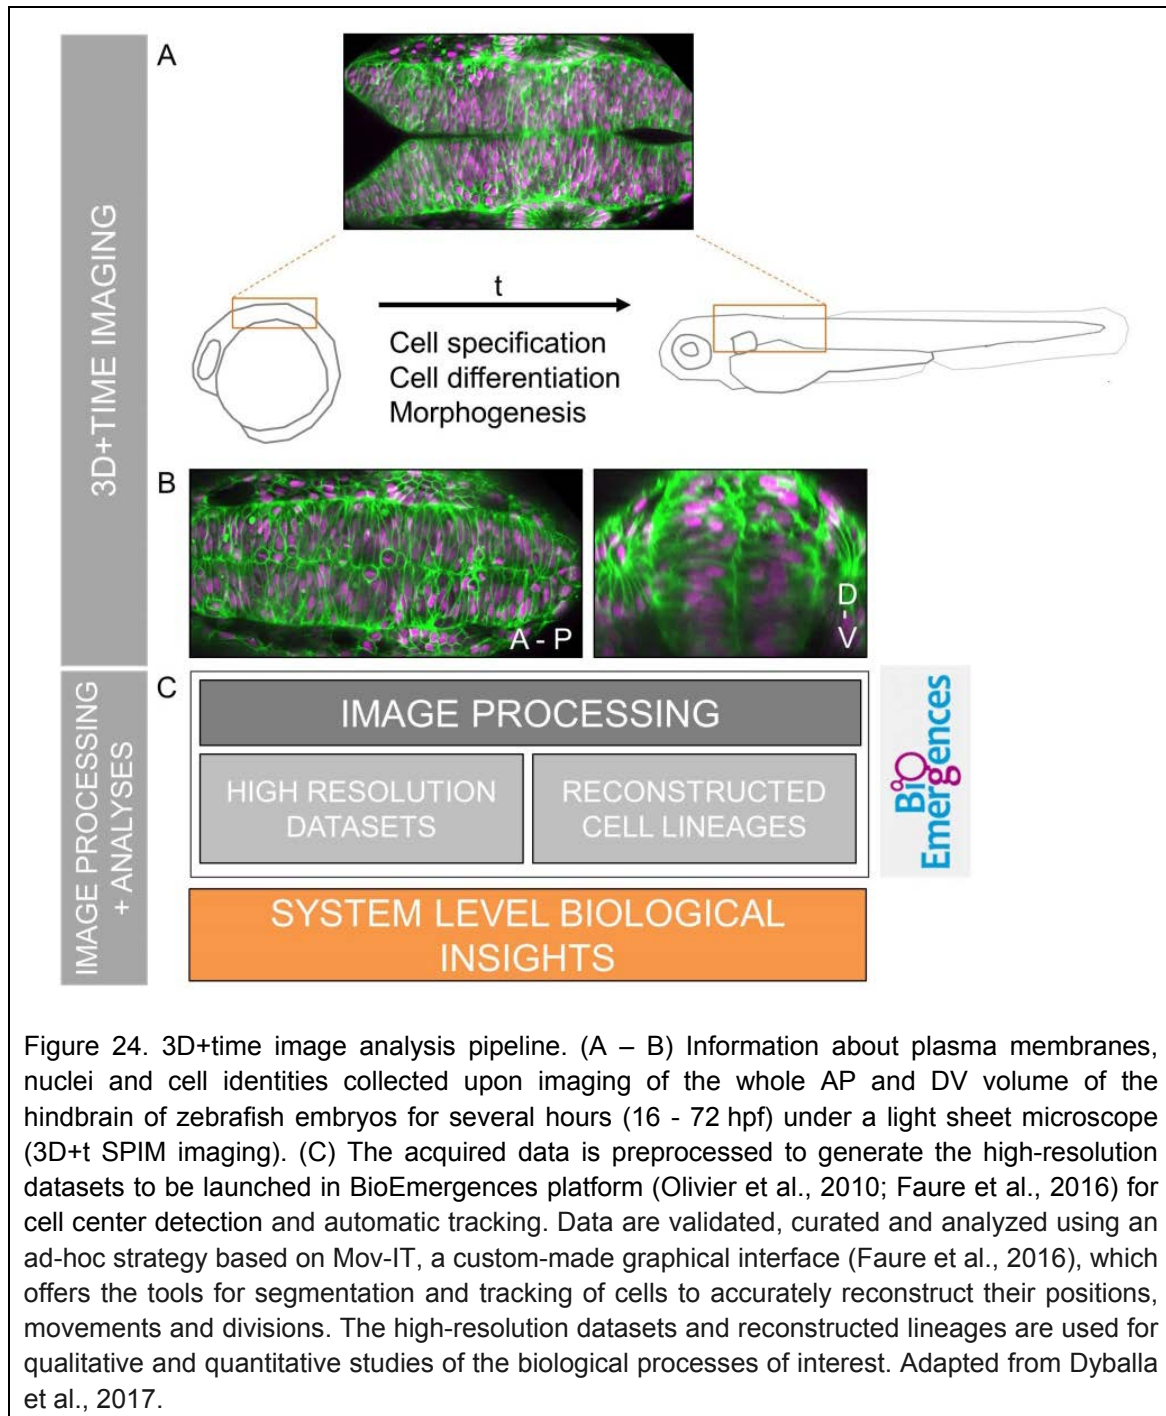 3D+TIME IMAGING
A
t
Cell specification
Cell differentiation
Morphogenesis
B
A - P
D
-
V
IMAGE PROCESSING
+ ANALYSES
C
IMAGE PROCESSING
HIGH RESOLUTION
DATASETS
RECONSTRUCTED
CELL LINEAGES
BiO
Emergences
SYSTEM LEVEL BIOLOGICAL
INSIGHTS
Figure 24. 3D+time image analysis pipeline. (A – B) Information about plasma membranes,
nuclei and cell identities collected upon imaging of the whole AP and DV volume of the
hindbrain of zebrafish embryos for several hours (16 - 72 hpf) under a light sheet microscope
(3D+t SPIM imaging). (C) The acquired data is preprocessed to generate the high-resolution
datasets to be launched in BioEmergences platform (Olivier et al., 2010; Faure et al., 2016) for
cell center detection and automatic tracking. Data are validated, curated and analyzed using an
ad-hoc strategy based on Mov-IT, a custom-made graphical interface (Faure et al., 2016), which
offers the tools for segmentation and tracking of cells to accurately reconstruct their positions,
movements and divisions. The high-resolution datasets and reconstructed lineages are used for
qualitative and quantitative studies of the biological processes of interest. Adapted from Dyballa
et al., 2017.